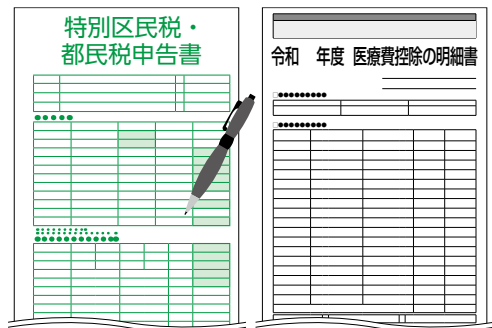 特別区民税・
都民税申告書
令和　年度 医療費控除の明細書